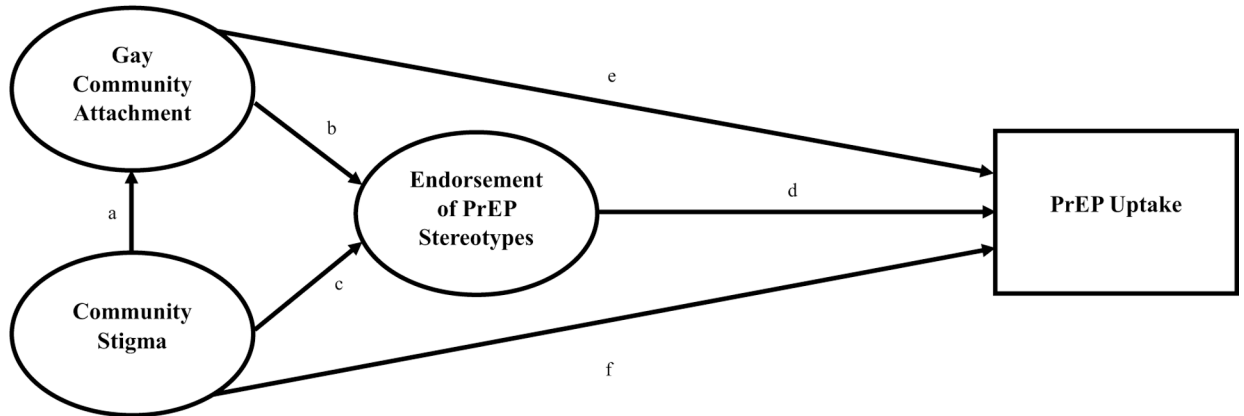 Gay
Community
Attachment
e
b
Endorsement
of PrEP
Stereotypes
d
PrEP Uptake
a
c
Community
Stigma
f